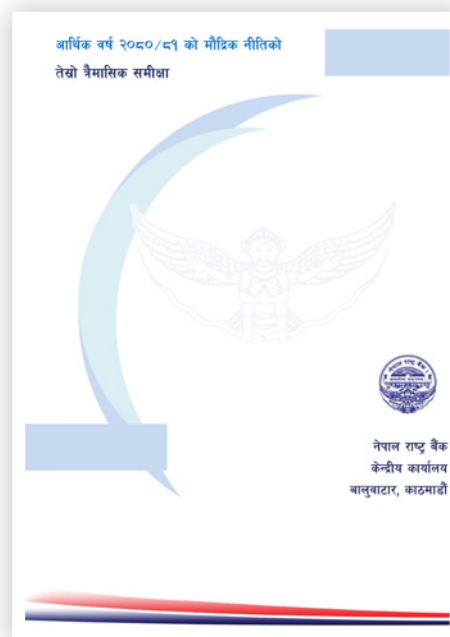 आर्थिक वर्ष २०८०/८१ को मौद्रिक नीतिको
तेस्रो त्रैमासिक समीक्षा
नेपाल राष्ट्र बैंक
केन्द्रीय कार्यालय
बालुवाटार, काठमाडौं